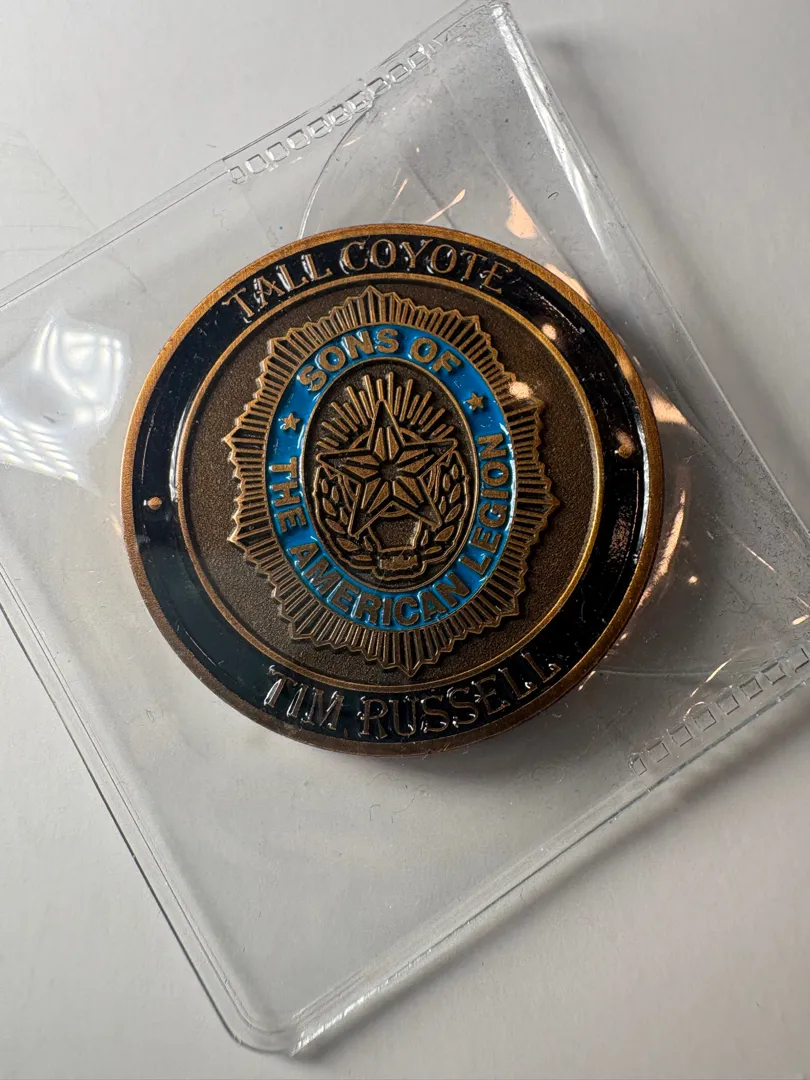 TALL COYOTE
SONS OF
THE AMERICAN LEGION
TIM RUSSELL